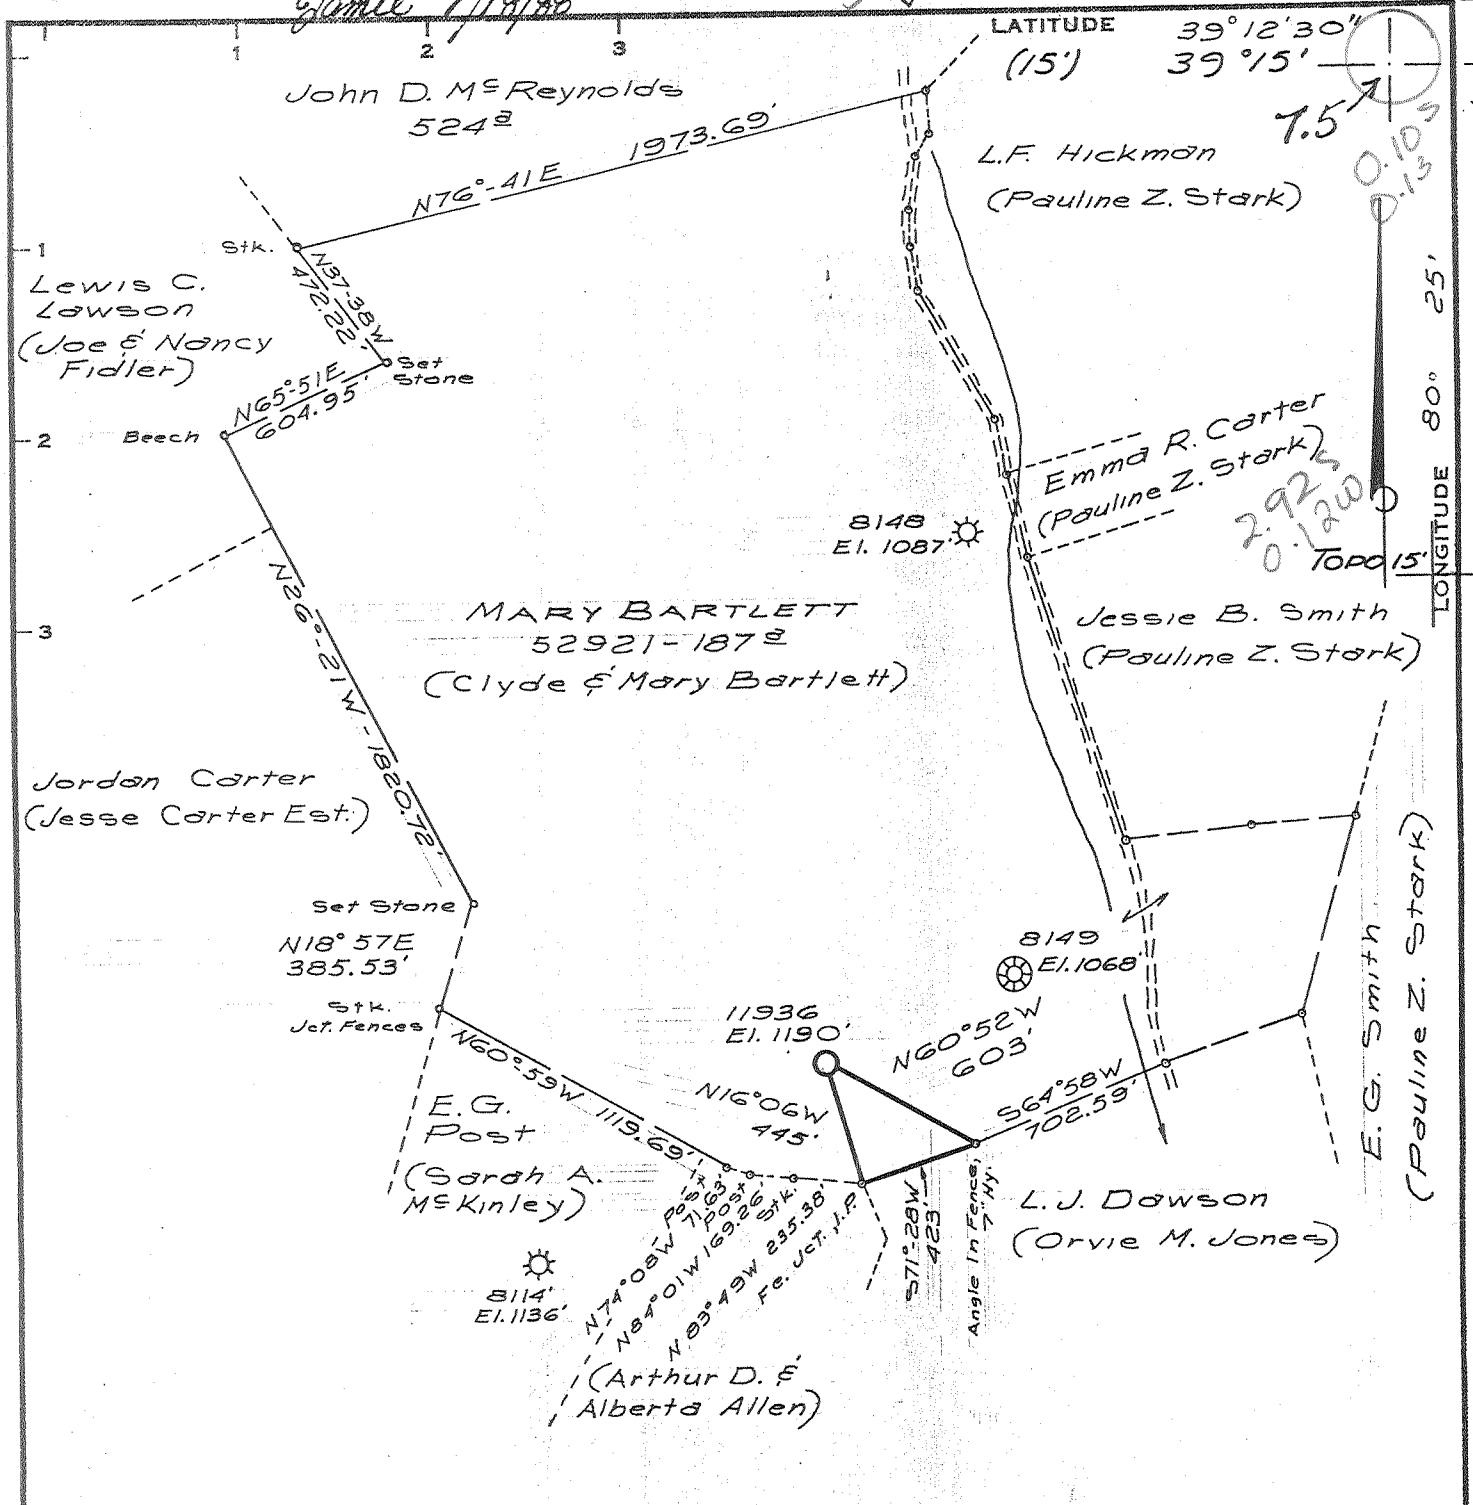 1 2 3
LATITUDE 39°12'30"
(15') 39°15'
7.5'
0.10 S
0.13
John D. McReynolds
524a
1973.69'
N76°-41E
L.F. Hickman
(Pauline Z. Stark)
Stk.
1
N37-38W
472.22'
Lewis C.
Lawson
(Joe & Nancy
Fidler)
Set
Stone
N65°-51E
604.95'
Beech
2
25'
80°
LONGITUDE
Emma R. Carter
(Pauline Z. Stark)
2.92 S
0.12W
TOPO 15'
8148
El. 1087'
N26°-21W - 1820.72'
3
MARY BARTLETT
52921-187a
(Clyde & Mary Bartlett)
Jessie B. Smith
(Pauline Z. Stark)
Jordan Carter
(Jesse Carter Est.)
Set Stone
N18°57E
385.53'
Stk.
Jct. Fences
8149
El. 1068'
11936
El. 1190'
N60°52W
603'
N16°06W
445'
N60°-59W 1119.69'
S64°58W
702.59'
E.G. Smith
(Pauline Z. Stark)
E.G.
Post
(Sarah A.
McKinley)
Post
N74°08W 71.63'
Post
N84°01W 169.26'
Stk.
N83°49W 235.38'
Fe. Jct., I.P.
S71°-28W
423'
Angle In Fence,
7" Hy.
L.J. Dawson
(Orvie M. Jones)
8114'
El. 1136'
(Arthur D. &
Alberta Allen)